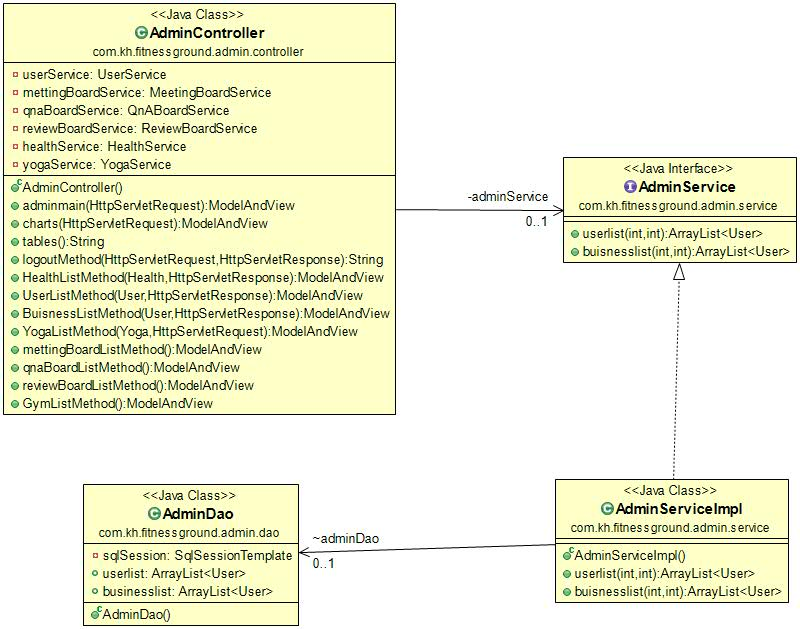 <<Java Class>>
AdminController
com.kh.fitnessground.admin.controller
userService: UserService
mettingBoardService: MeetingBoardService
qnaBoardService: QnABoardService
reviewBoardService: ReviewBoardService
healthService: HealthService
yogaService: YogaService
AdminController()
adminmain(HttpServletRequest):ModelAndView
charts(HttpServletRequest):ModelAndView
tables():String
logoutMethod(HttpServletRequest,HttpServletResponse):String
HealthListMethod(Health,HttpServletResponse):ModelAndView
UserListMethod(User,HttpServletResponse):ModelAndView
BuisnessListMethod(User,HttpServletResponse):ModelAndView
YogaListMethod(Yoga,HttpServletRequest):ModelAndView
mettingBoardListMethod():ModelAndView
qnaBoardListMethod():ModelAndView
reviewBoardListMethod():ModelAndView
GymListMethod():ModelAndView
-adminService
0..1
<<Java Interface>>
AdminService
com.kh.fitnessground.admin.service
userlist(int,int):ArrayList<User>
buisnesslist(int,int):ArrayList<User>
<<Java Class>>
AdminDao
com.kh.fitnessground.admin.dao
sqlSession: SqlSessionTemplate
userlist: ArrayList<User>
businesslist: ArrayList<User>
AdminDao()
~adminDao
0..1
<<Java Class>>
AdminServiceImpl
com.kh.fitnessground.admin.service
AdminServiceImpl()
userlist(int,int):ArrayList<User>
buisnesslist(int,int):ArrayList<User>